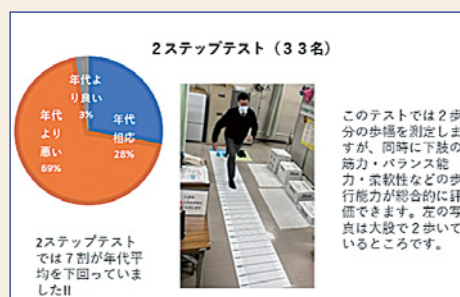 2ステップテスト（33名）
年代よ
り良い
3%
年代
より
悪い
69%
年代
相応
28%
2ステップテスト
では7割が年代平
均を下回っていま
した!!
このテストでは2歩
分の歩幅を測定しま
すが、同時に下肢の
筋力・バランス能
力・柔軟性などの歩
行能力が総合的に評
価できます。左の写
真は大股で2歩いて
いるところです。